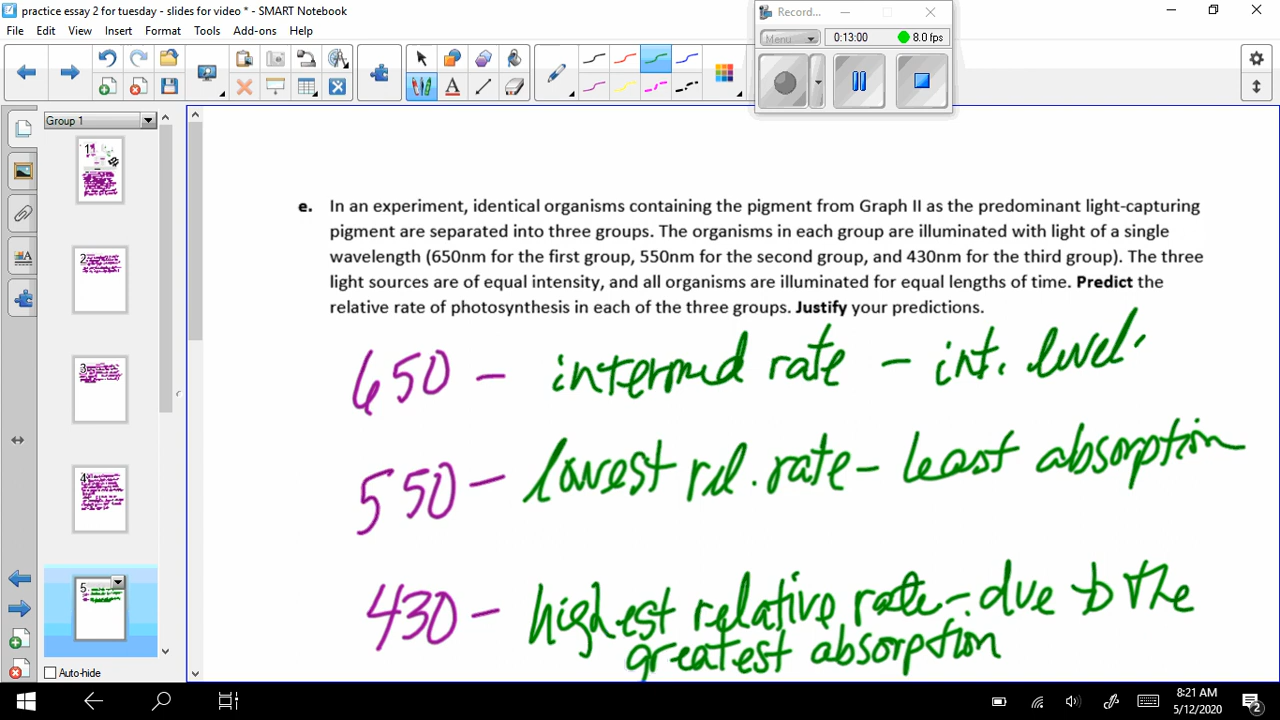 practice essay 2 for tuesday - slides for video * - SMART Notebook
File Edit View Insert Format Tools Add-ons Help
Record...
Menu
0:13:00
8.0 fps
Group 1
1
2
3
4
5
Auto-hide
e. In an experiment, identical organisms containing the pigment from Graph II as the predominant light-capturing
pigment are separated into three groups. The organisms in each group are illuminated with light of a single
wavelength (650nm for the first group, 550nm for the second group, and 430nm for the third group). The three
light sources are of equal intensity, and all organisms are illuminated for equal lengths of time. Predict the
relative rate of photosynthesis in each of the three groups. Justify your predictions.
650 - intermed rate - int. level.
550 - lowest rel. rate - least absorption
430 - highest relative rate - due to the
greatest absorption
8:21 AM
5/12/2020
2